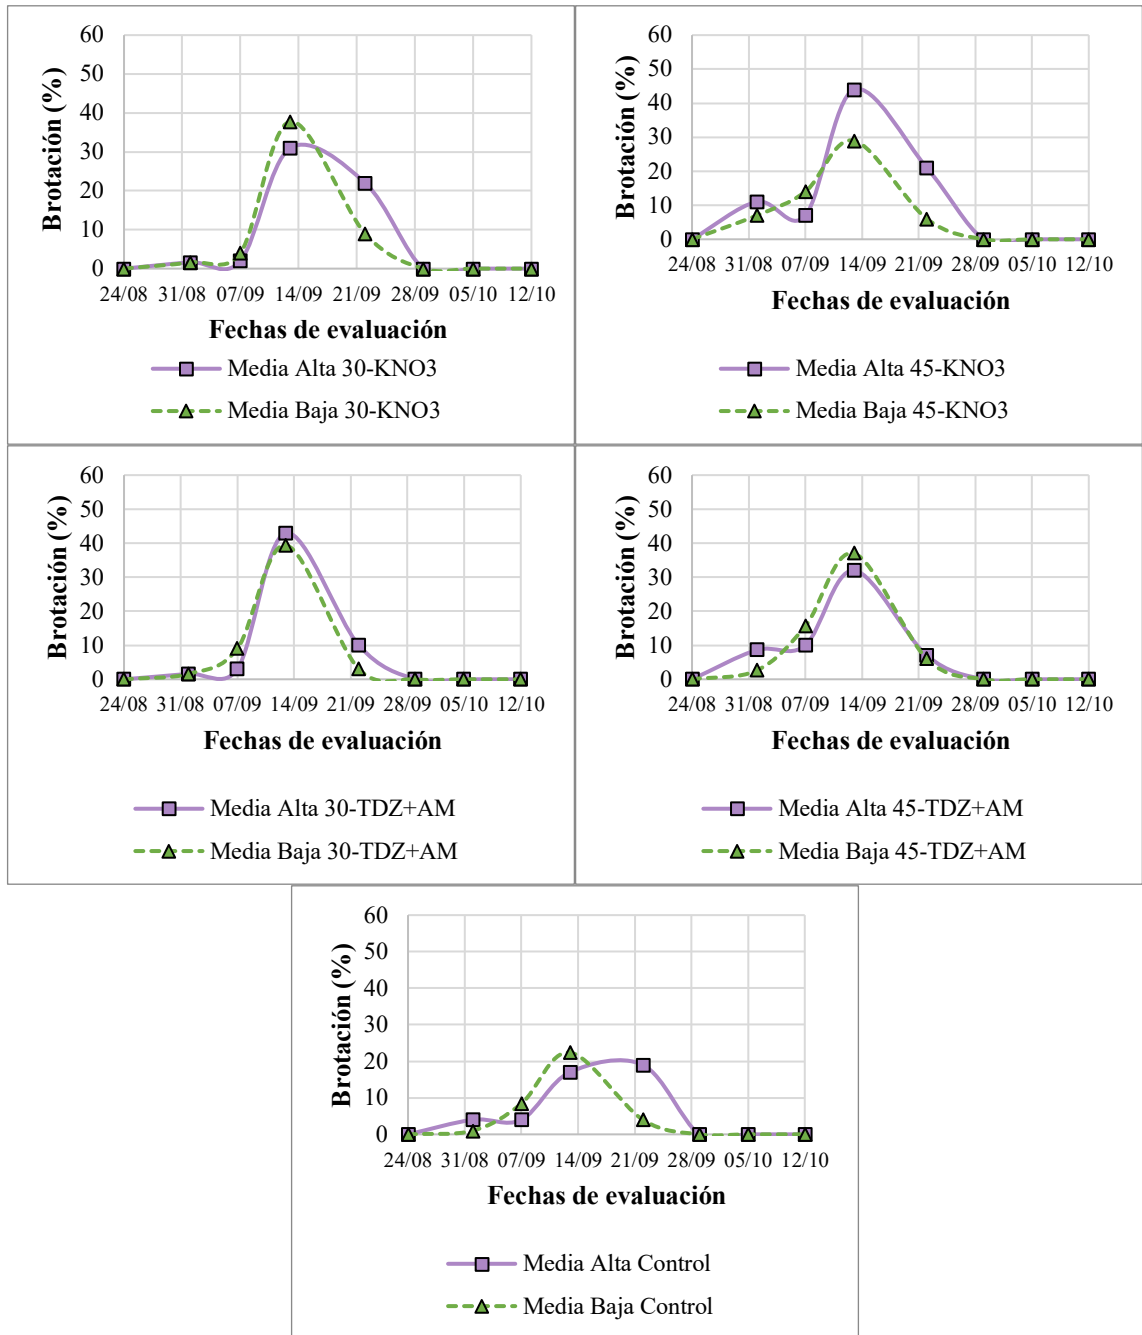 Brotación (%)
60
50
40
30
20
10
0
24/08 31/08 07/09 14/09 21/09 28/09 05/10 12/10
Fechas de evaluación
Media Alta 30-KNO3
Media Baja 30-KNO3
Brotación (%)
60
50
40
30
20
10
0
24/08 31/08 07/09 14/09 21/09 28/09 05/10 12/10
Fechas de evaluación
Media Alta 45-KNO3
Media Baja 45-KNO3
Brotación (%)
60
50
40
30
20
10
0
24/08 31/08 07/09 14/09 21/09 28/09 05/10 12/10
Fechas de evaluación
Media Alta 30-TDZ+AM
Media Baja 30-TDZ+AM
Brotación (%)
60
50
40
30
20
10
0
24/08 31/08 07/09 14/09 21/09 28/09 05/10 12/10
Fechas de evaluación
Media Alta 45-TDZ+AM
Media Baja 45-TDZ+AM
Brotación (%)
60
50
40
30
20
10
0
24/08 31/08 07/09 14/09 21/09 28/09 05/10 12/10
Fechas de evaluación
Media Alta Control
Media Baja Control